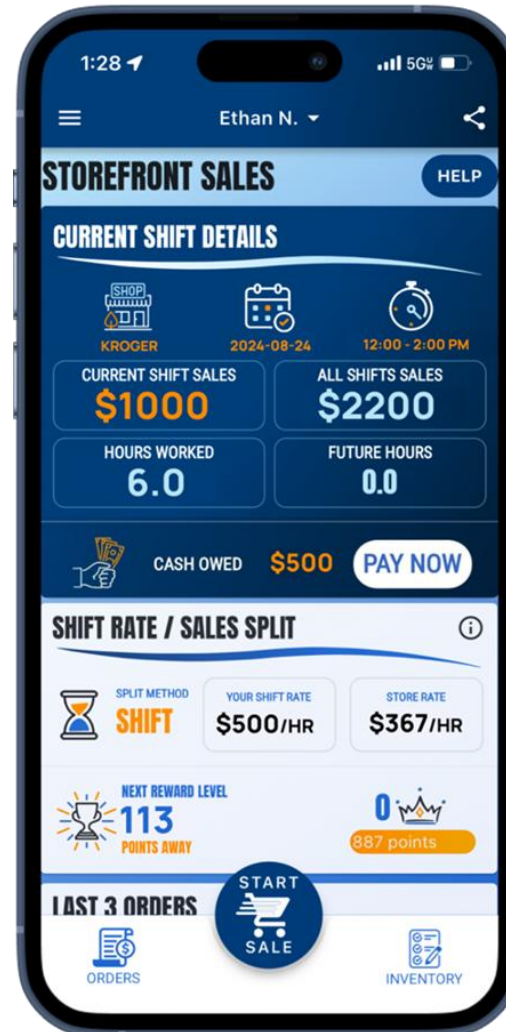 1:28
5G
Ethan N.
STOREFRONT SALES
HELP
CURRENT SHIFT DETAILS
SHOP
KROGER
2024-08-24
12:00 - 2:00 PM
CURRENT SHIFT SALES
$1000
ALL SHIFTS SALES
$2200
HOURS WORKED
6.0
FUTURE HOURS
0.0
CASH OWED
$500
PAY NOW
SHIFT RATE / SALES SPLIT
SPLIT METHOD
SHIFT
YOUR SHIFT RATE
$500/HR
STORE RATE
$367/HR
NEXT REWARD LEVEL
113
POINTS AWAY
0
887 points
LAST 3 ORDERS
START
SALE
ORDERS
INVENTORY